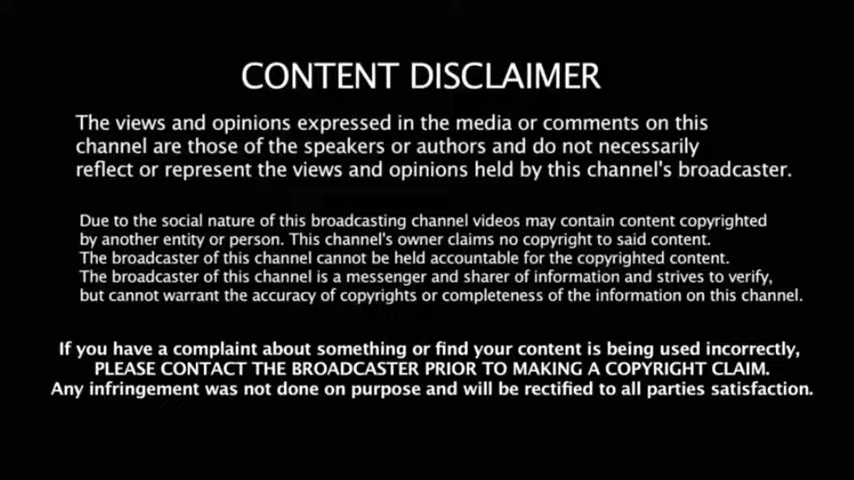 CONTENT DISCLAIMER
The views and opinions expressed in the media or comments on this
channel are those of the speakers or authors and do not necessarily
reflect or represent the views and opinions held by this channel's broadcaster.
Due to the social nature of this broadcasting channel videos may contain content copyrighted
by another entity or person. This channel's owner claims no copyright to said content.
The broadcaster of this channel cannot be held accountable for the copyrighted content.
The broadcaster of this channel is a messenger and sharer of information and strives to verify,
but cannot warrant the accuracy of copyrights or completeness of the information on this channel.
If you have a complaint about something or find your content is being used incorrectly,
PLEASE CONTACT THE BROADCASTER PRIOR TO MAKING A COPYRIGHT CLAIM.
Any infringement was not done on purpose and will be rectified to all parties satisfaction.